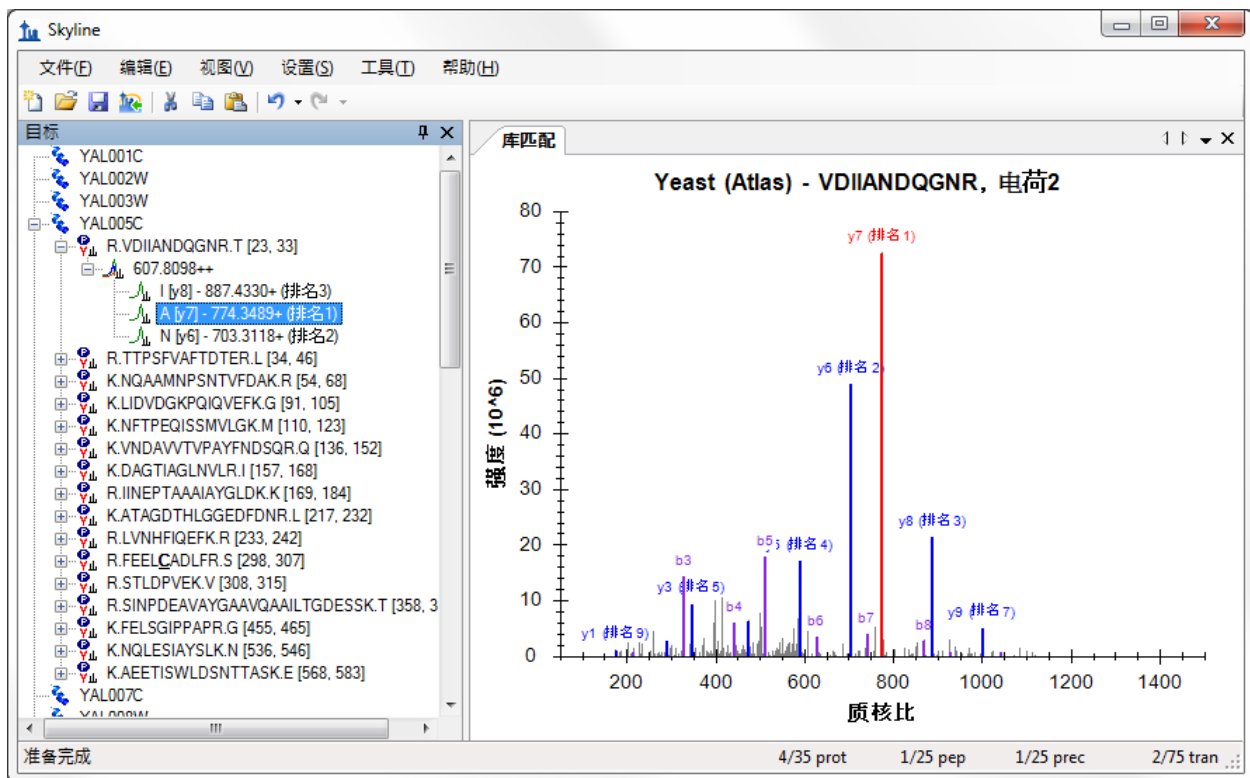 Skyline
文件(F) 编辑(E) 视图(V) 设置(S) 工具(T) 帮助(H)
目标
YAL001C
YAL002W
YAL003W
YAL005C
R.VDIIANDQGNR.T [23, 33]
607.8098++
I [y8] - 887.4330+ (排名3)
A [y7] - 774.3489+ (排名1)
N [y6] - 703.3118+ (排名2)
R.TTPSFVAFTDTER.L [34, 46]
K.NQAAMNPSNTVFDAK.R [54, 68]
K.LIDVDGKPQIQVEFK.G [91, 105]
K.NFTPEQISSMVLGK.M [110, 123]
K.VNDAVVTVPAYFNDSQR.Q [136, 152]
K.DAGTIAGLNVLR.I [157, 168]
R.IINEPTAAAIAYGLDK.K [169, 184]
K.ATAGDTHLGGEDFDNR.L [217, 232]
R.LVNHFIQEFK.R [233, 242]
R.FEELCADLFR.S [298, 307]
R.STLDPVEK.V [308, 315]
R.SINPDEAVAYGAAVQAAILTGDESSK.T [358, 3
K.FELSGIPPAPR.G [455, 465]
K.NQLESIAYSLK.N [536, 546]
K.AEETISWLDSNTTASK.E [568, 583]
YAL007C
YAL008W
库匹配
Yeast (Atlas) - VDIIANDQGNR, 电荷2
强度 (10^6)
80
70
60
50
40
30
20
10
0
y7 (排名 1)
y6 (排名 2)
y8 (排名 3)
b5
(排名 4)
b3
y3 (排名 5)
b4
y1 (排名 9)
b6
b7
b8
y9 (排名 7)
200 400 600 800 1000 1200 1400
质核比
准备完成 4/35 prot 1/25 pep 1/25 prec 2/75 tran